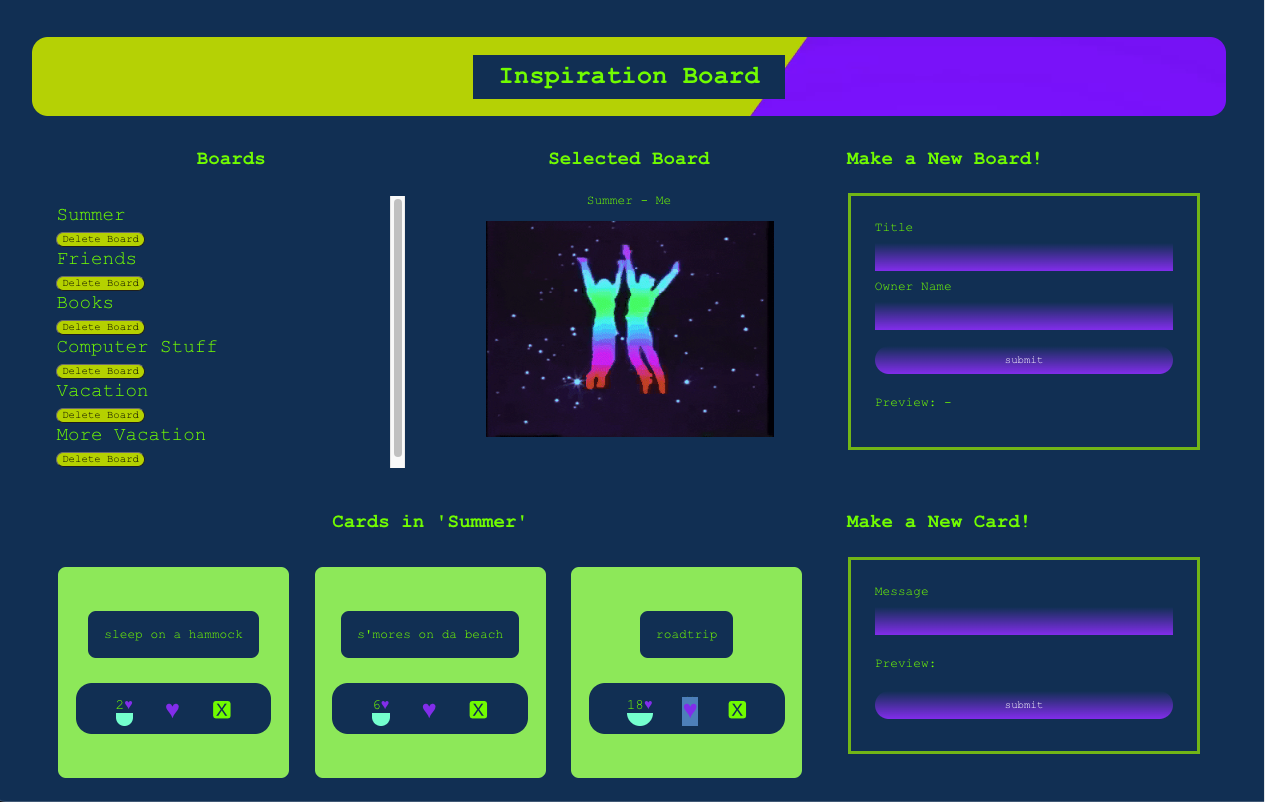 Inspiration Board
Boards
Summer
Delete Board
Friends
Delete Board
Books
Delete Board
Computer Stuff
Delete Board
Vacation
Delete Board
More Vacation
Delete Board
Selected Board
Summer - Me
Make a New Board!
Title
Owner Name
submit
Preview: -
Cards in 'Summer'
sleep on a hammock
2♥ ♥ X
s'mores on da beach
6♥ ♥ X
roadtrip
18♥ ♥ X
Make a New Card!
Message
Preview:
submit